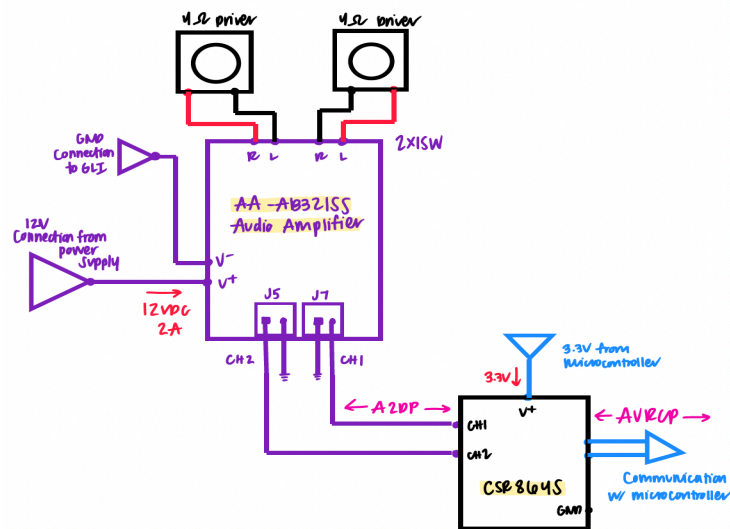 4Ω Driver
4Ω Driver
GND
Connection
to GLI
R L
R L
2x15W
AA-AB32155
Audio Amplifier
12V
Connection from
power
supply
V-
V+
12VDC
2A
J5
J7
CH2
CH1
3.3V from
microcontroller
3.3V
V+
A2DP
AVRCP
CH1
CH2
CSR8645
Communication
w/ microcontroller
GND